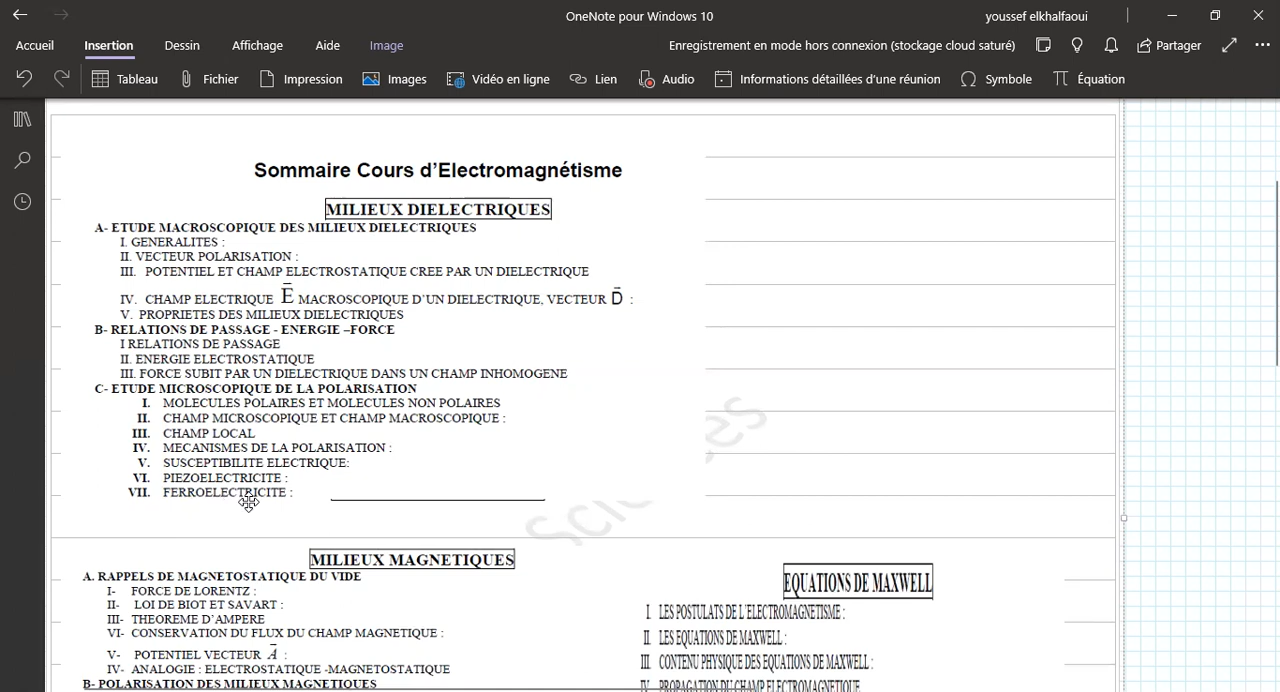 OneNote pour Windows 10
youssef elkhalfaoui
Accueil Insertion Dessin Affichage Aide Image
Enregistrement en mode hors connexion (stockage cloud saturé) Partager
Tableau Fichier Impression Images Vidéo en ligne Lien Audio Informations détaillées d'une réunion Symbole Équation
Sommaire Cours d'Electromagnétisme
MILIEUX DIELECTRIQUES
A- ETUDE MACROSCOPIQUE DES MILIEUX DIELECTRIQUES
I. GENERALITES :
II. VECTEUR POLARISATION :
III. POTENTIEL ET CHAMP ELECTROSTATIQUE CREE PAR UN DIELECTRIQUE
IV. CHAMP ELECTRIQUE E⃗ MACROSCOPIQUE D'UN DIELECTRIQUE, VECTEUR D⃗ :
V. PROPRIETES DES MILIEUX DIELECTRIQUES
B- RELATIONS DE PASSAGE - ENERGIE –FORCE
I RELATIONS DE PASSAGE
II. ENERGIE ELECTROSTATIQUE
III. FORCE SUBIT PAR UN DIELECTRIQUE DANS UN CHAMP INHOMOGENE
C- ETUDE MICROSCOPIQUE DE LA POLARISATION
I. MOLECULES POLAIRES ET MOLECULES NON POLAIRES
II. CHAMP MICROSCOPIQUE ET CHAMP MACROSCOPIQUE :
III. CHAMP LOCAL
IV. MECANISMES DE LA POLARISATION :
V. SUSCEPTIBILITE ELECTRIQUE:
VI. PIEZOELECTRICITE :
VII. FERROELECTRICITE :
MILIEUX MAGNETIQUES
A. RAPPELS DE MAGNETOSTATIQUE DU VIDE
I- FORCE DE LORENTZ :
II- LOI DE BIOT ET SAVART :
III- THEOREME D'AMPERE
VI- CONSERVATION DU FLUX DU CHAMP MAGNETIQUE :
V- POTENTIEL VECTEUR A⃗ :
IV- ANALOGIE : ELECTROSTATIQUE -MAGNETOSTATIQUE
B- POLARISATION DES MILIEUX MAGNETIQUES
EQUATIONS DE MAXWELL
I. LES POSTULATS DE L'ELECTROMAGNETISME :
II. LES EQUATIONS DE MAXWELL :
III. CONTENU PHYSIQUE DES EQUATIONS DE MAXWELL :
IV. PROPAGATION DU CHAMP ELECTROMAGNETIQUE